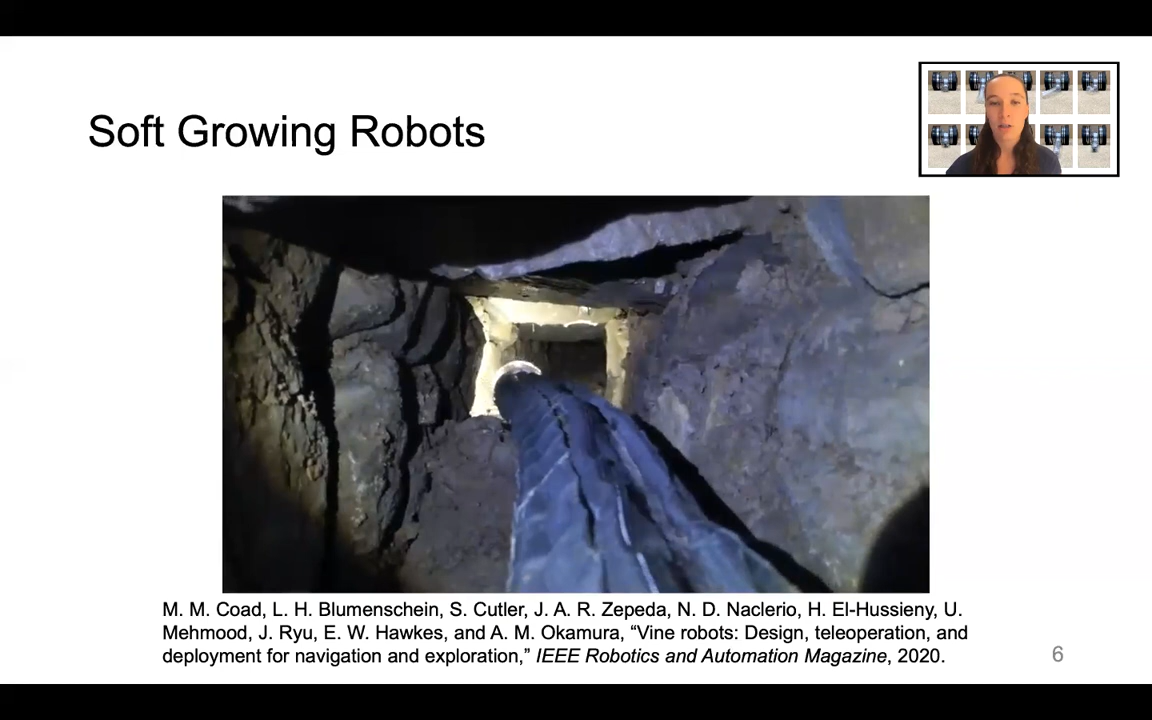 Soft Growing Robots
M. M. Coad, L. H. Blumenschein, S. Cutler, J. A. R. Zepeda, N. D. Naclerio, H. El-Hussieny, U.
Mehmood, J. Ryu, E. W. Hawkes, and A. M. Okamura, “Vine robots: Design, teleoperation, and
deployment for navigation and exploration,” IEEE Robotics and Automation Magazine, 2020.
6